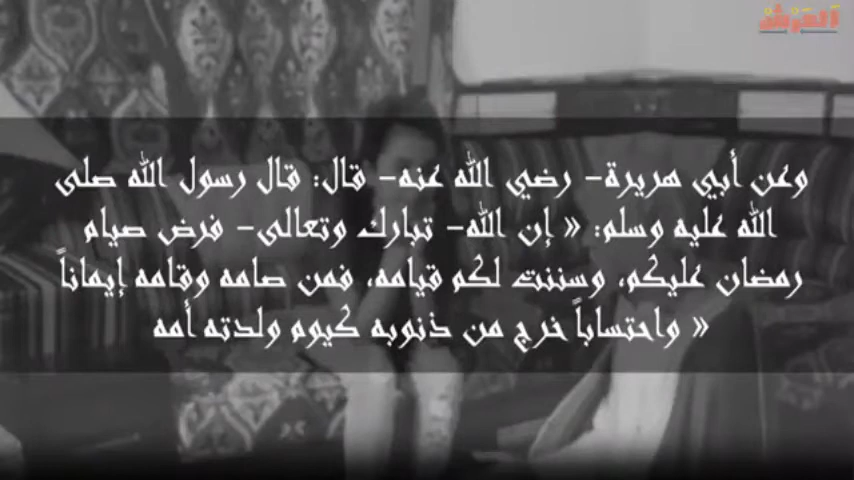 المرشد
وعن أبي هريرة- رضي الله عنه- قال: قال رسول الله صلى
الله عليه وسلم: « إن الله- تبارك وتعالى- فرض صيام
رمضان عليكم، وسننت لكم قيامه، فمن صامه وقامه إيماناً
واحتساباً خرج من ذنوبه كيوم ولدته أمه »